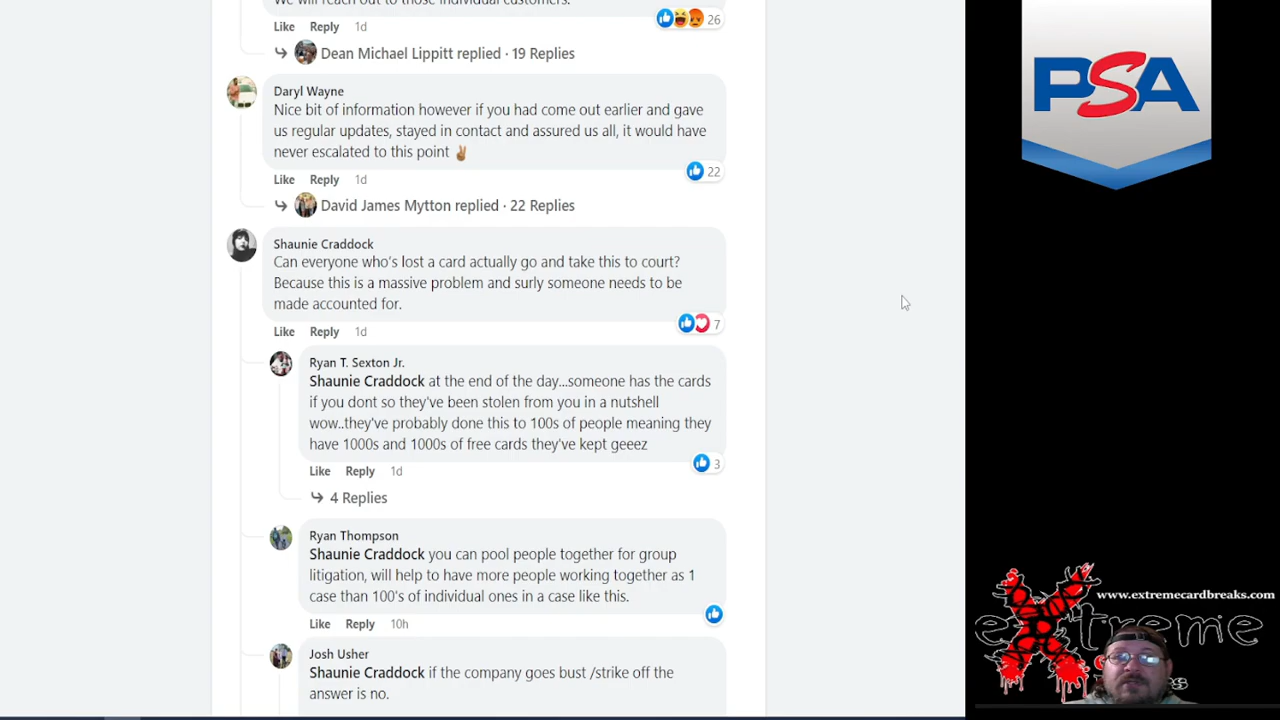 We will reach out to those individual customers.
26
Like Reply 1d
Dean Michael Lippitt replied · 19 Replies
Daryl Wayne
Nice bit of information however if you had come out earlier and gave
us regular updates, stayed in contact and assured us all, it would have
never escalated to this point ✌🏽
22
Like Reply 1d
David James Mytton replied · 22 Replies
Shaunie Craddock
Can everyone who's lost a card actually go and take this to court?
Because this is a massive problem and surly someone needs to be
made accounted for.
7
Like Reply 1d
Ryan T. Sexton Jr.
Shaunie Craddock at the end of the day...someone has the cards
if you dont so they've been stolen from you in a nutshell
wow..they've probably done this to 100s of people meaning they
have 1000s and 1000s of free cards they've kept geeez
3
Like Reply 1d
4 Replies
Ryan Thompson
Shaunie Craddock you can pool people together for group
litigation, will help to have more people working together as 1
case than 100's of individual ones in a case like this.
Like Reply 10h
Josh Usher
Shaunie Craddock if the company goes bust /strike off the
answer is no.
PSA
www.extremecardbreaks.com
extreme